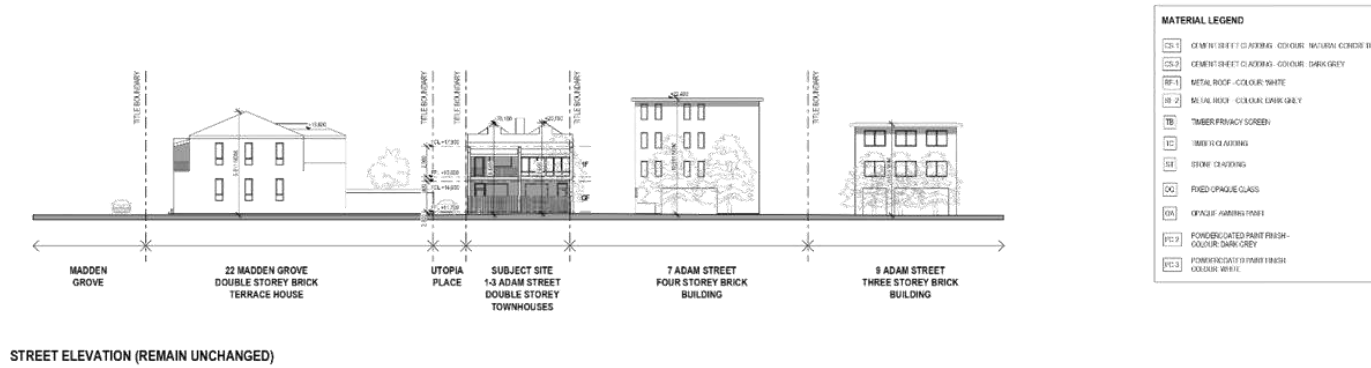 MATERIAL LEGEND
CS-1 CEMENT SHEET CLADDING - COLOUR: NATURAL CONCRETE
CS-2 CEMENT SHEET CLADDING - COLOUR: DARK GREY
RF-1 METAL ROOF - COLOUR: WHITE
RF-2 METAL ROOF - COLOUR: DARK GREY
TB TIMBER PRIVACY SCREEN
TC TIMBER CLADDING
ST STONE CLADDING
OG FIXED OPAQUE GLASS
OA OPAQUE AWNING
PC-2 POWDERCOATED PAINT FINISH -
COLOUR: DARK GREY
PC-3 POWDERCOATED PAINT FINISH
COLOUR: WHITE
TITLE BOUNDARY
TITLE BOUNDARY
TITLE BOUNDARY
TITLE BOUNDARY
TITLE BOUNDARY
1F
GF
MADDEN
GROVE
22 MADDEN GROVE
DOUBLE STOREY BRICK
TERRACE HOUSE
UTOPIA
PLACE
SUBJECT SITE
1-3 ADAM STREET
DOUBLE STOREY
TOWNHOUSES
7 ADAM STREET
FOUR STOREY BRICK
BUILDING
9 ADAM STREET
THREE STOREY BRICK
BUILDING
STREET ELEVATION (REMAIN UNCHANGED)